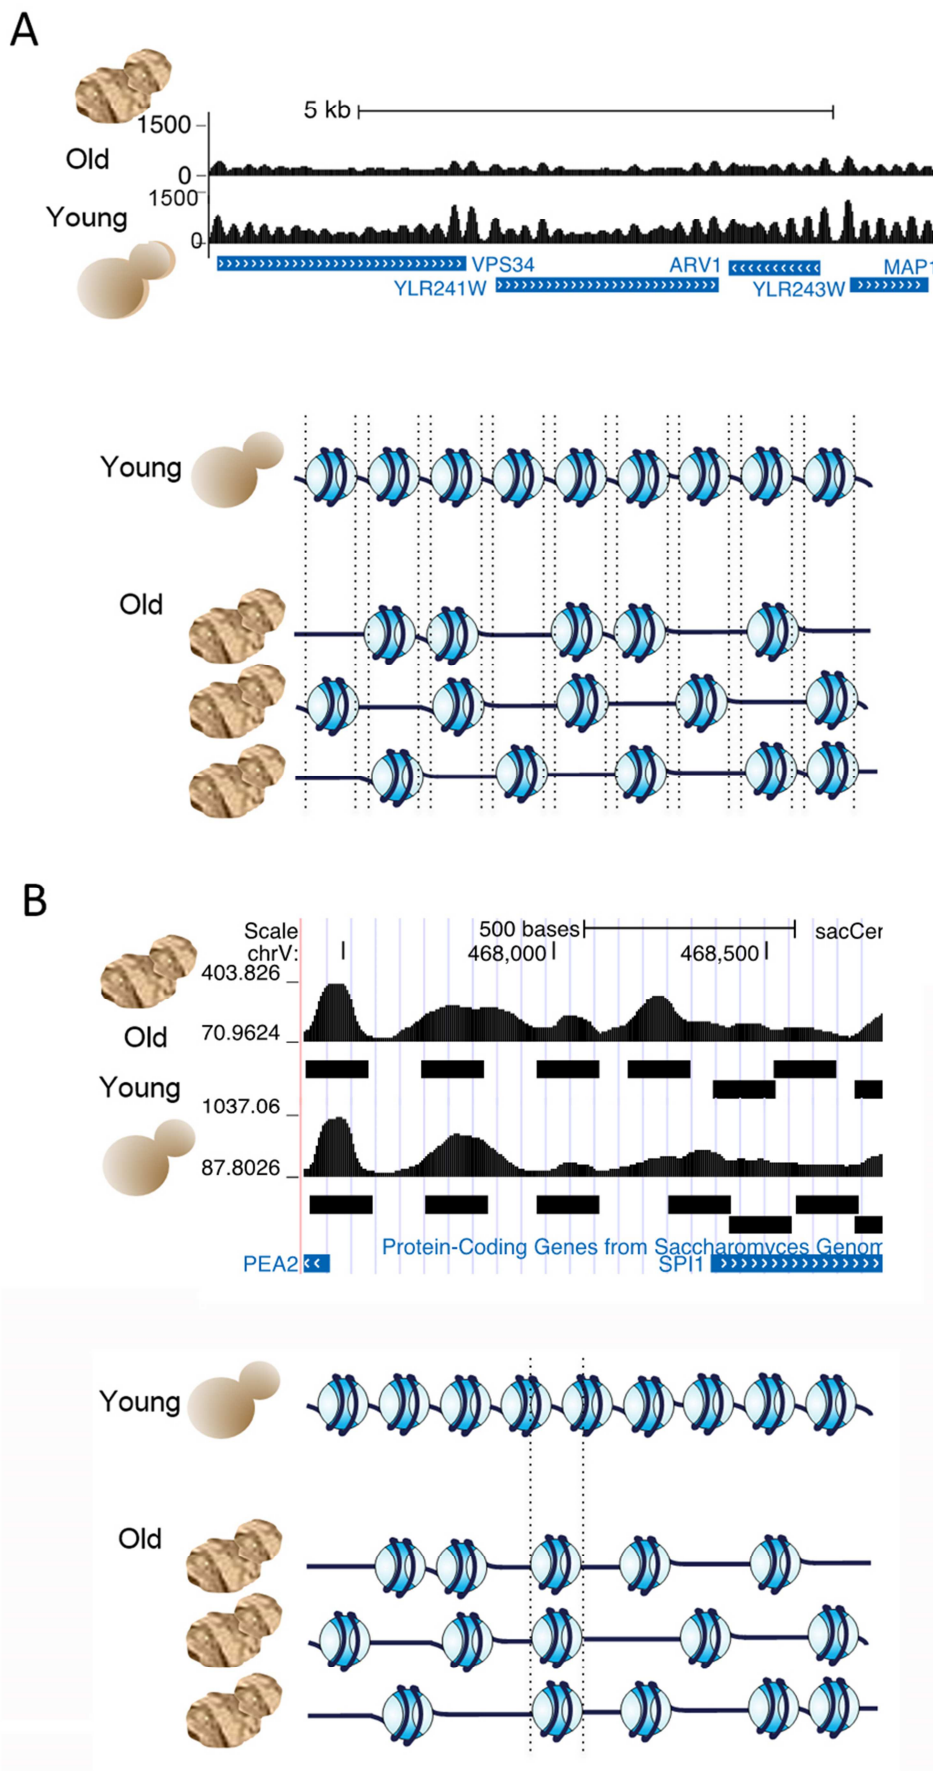 A
5 kb
1500
Old
0
1500
Young
0
VPS34
ARV1
MAP1
YLR241W
YLR243W
Young
Old
B
Scale
500 bases
sacCer
chrV:
468,000
468,500
403.826
Old
70.9624
Young
1037.06
87.8026
Protein-Coding Genes from Saccharomyces Genom
PEA2
SPI1
Young
Old